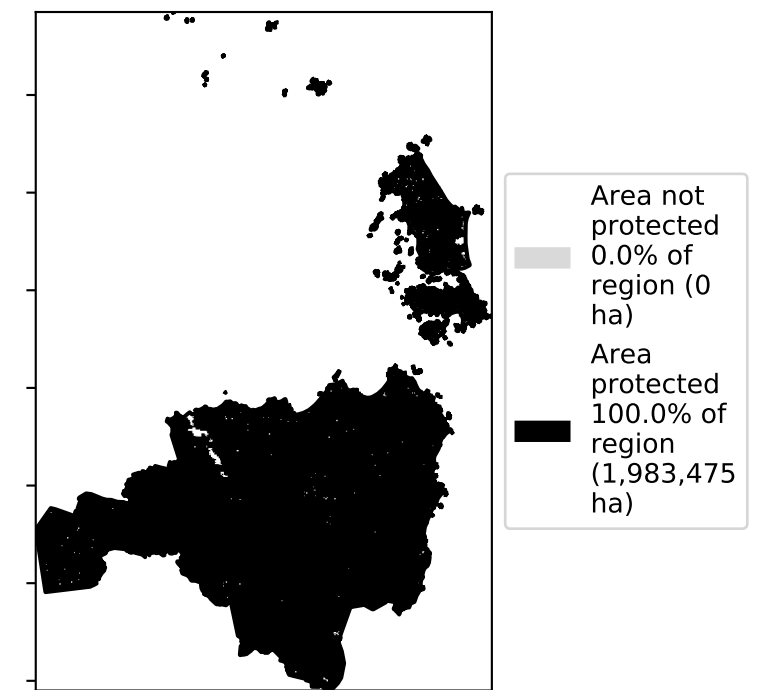 Area not
protected
0.0% of
region (0
ha)
Area
protected
100.0% of
region
(1,983,475
ha)